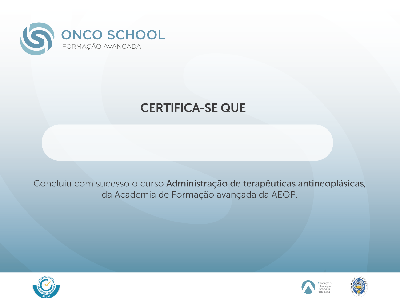 ONCO SCHOOL
FORMAÇÃO AVANÇADA
CERTIFICA-SE QUE
Concluiu com sucesso o curso Administração de terapêuticas antineoplásicas,
da Academia de Formação avançada da AEOP.